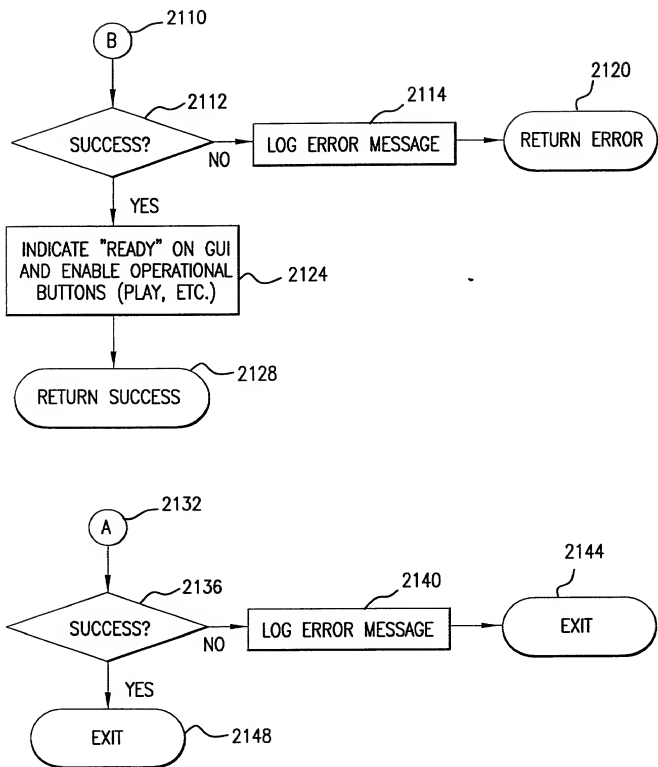 B
2110
SUCCESS?
2112
NO
LOG ERROR MESSAGE
2114
RETURN ERROR
2120
YES
INDICATE "READY" ON GUI
AND ENABLE OPERATIONAL
BUTTONS (PLAY, ETC.)
2124
RETURN SUCCESS
2128
A
2132
SUCCESS?
2136
NO
LOG ERROR MESSAGE
2140
EXIT
2144
YES
EXIT
2148